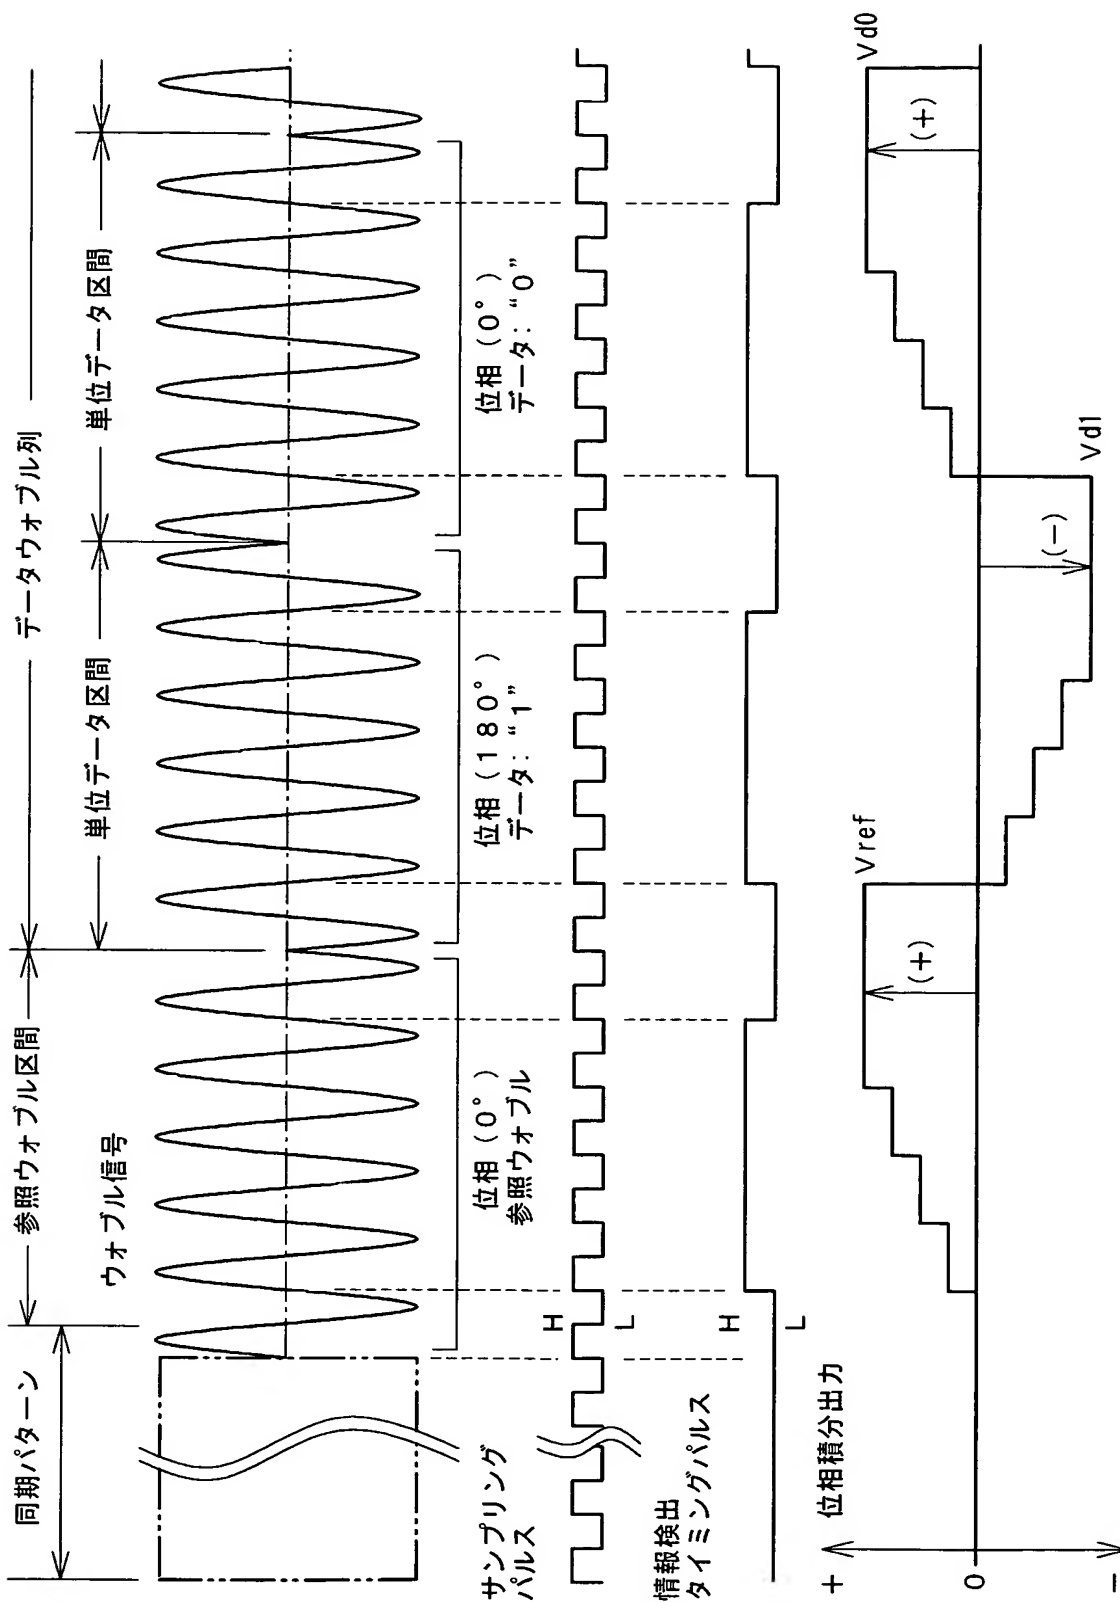 同期パターン
参照ウォブル区間
データウォブル列
単位データ区間
単位データ区間
ウォブル信号
位相(0°)
参照ウォブル
位相(180°)
データ:“1”
位相(0°)
データ:“0”
サンプリング
パルス
H
L
情報検出
タイミングパルス
H
L
位相積分出力
+
0
−
(+)
Vref
(−)
Vd1
(+)
Vd0